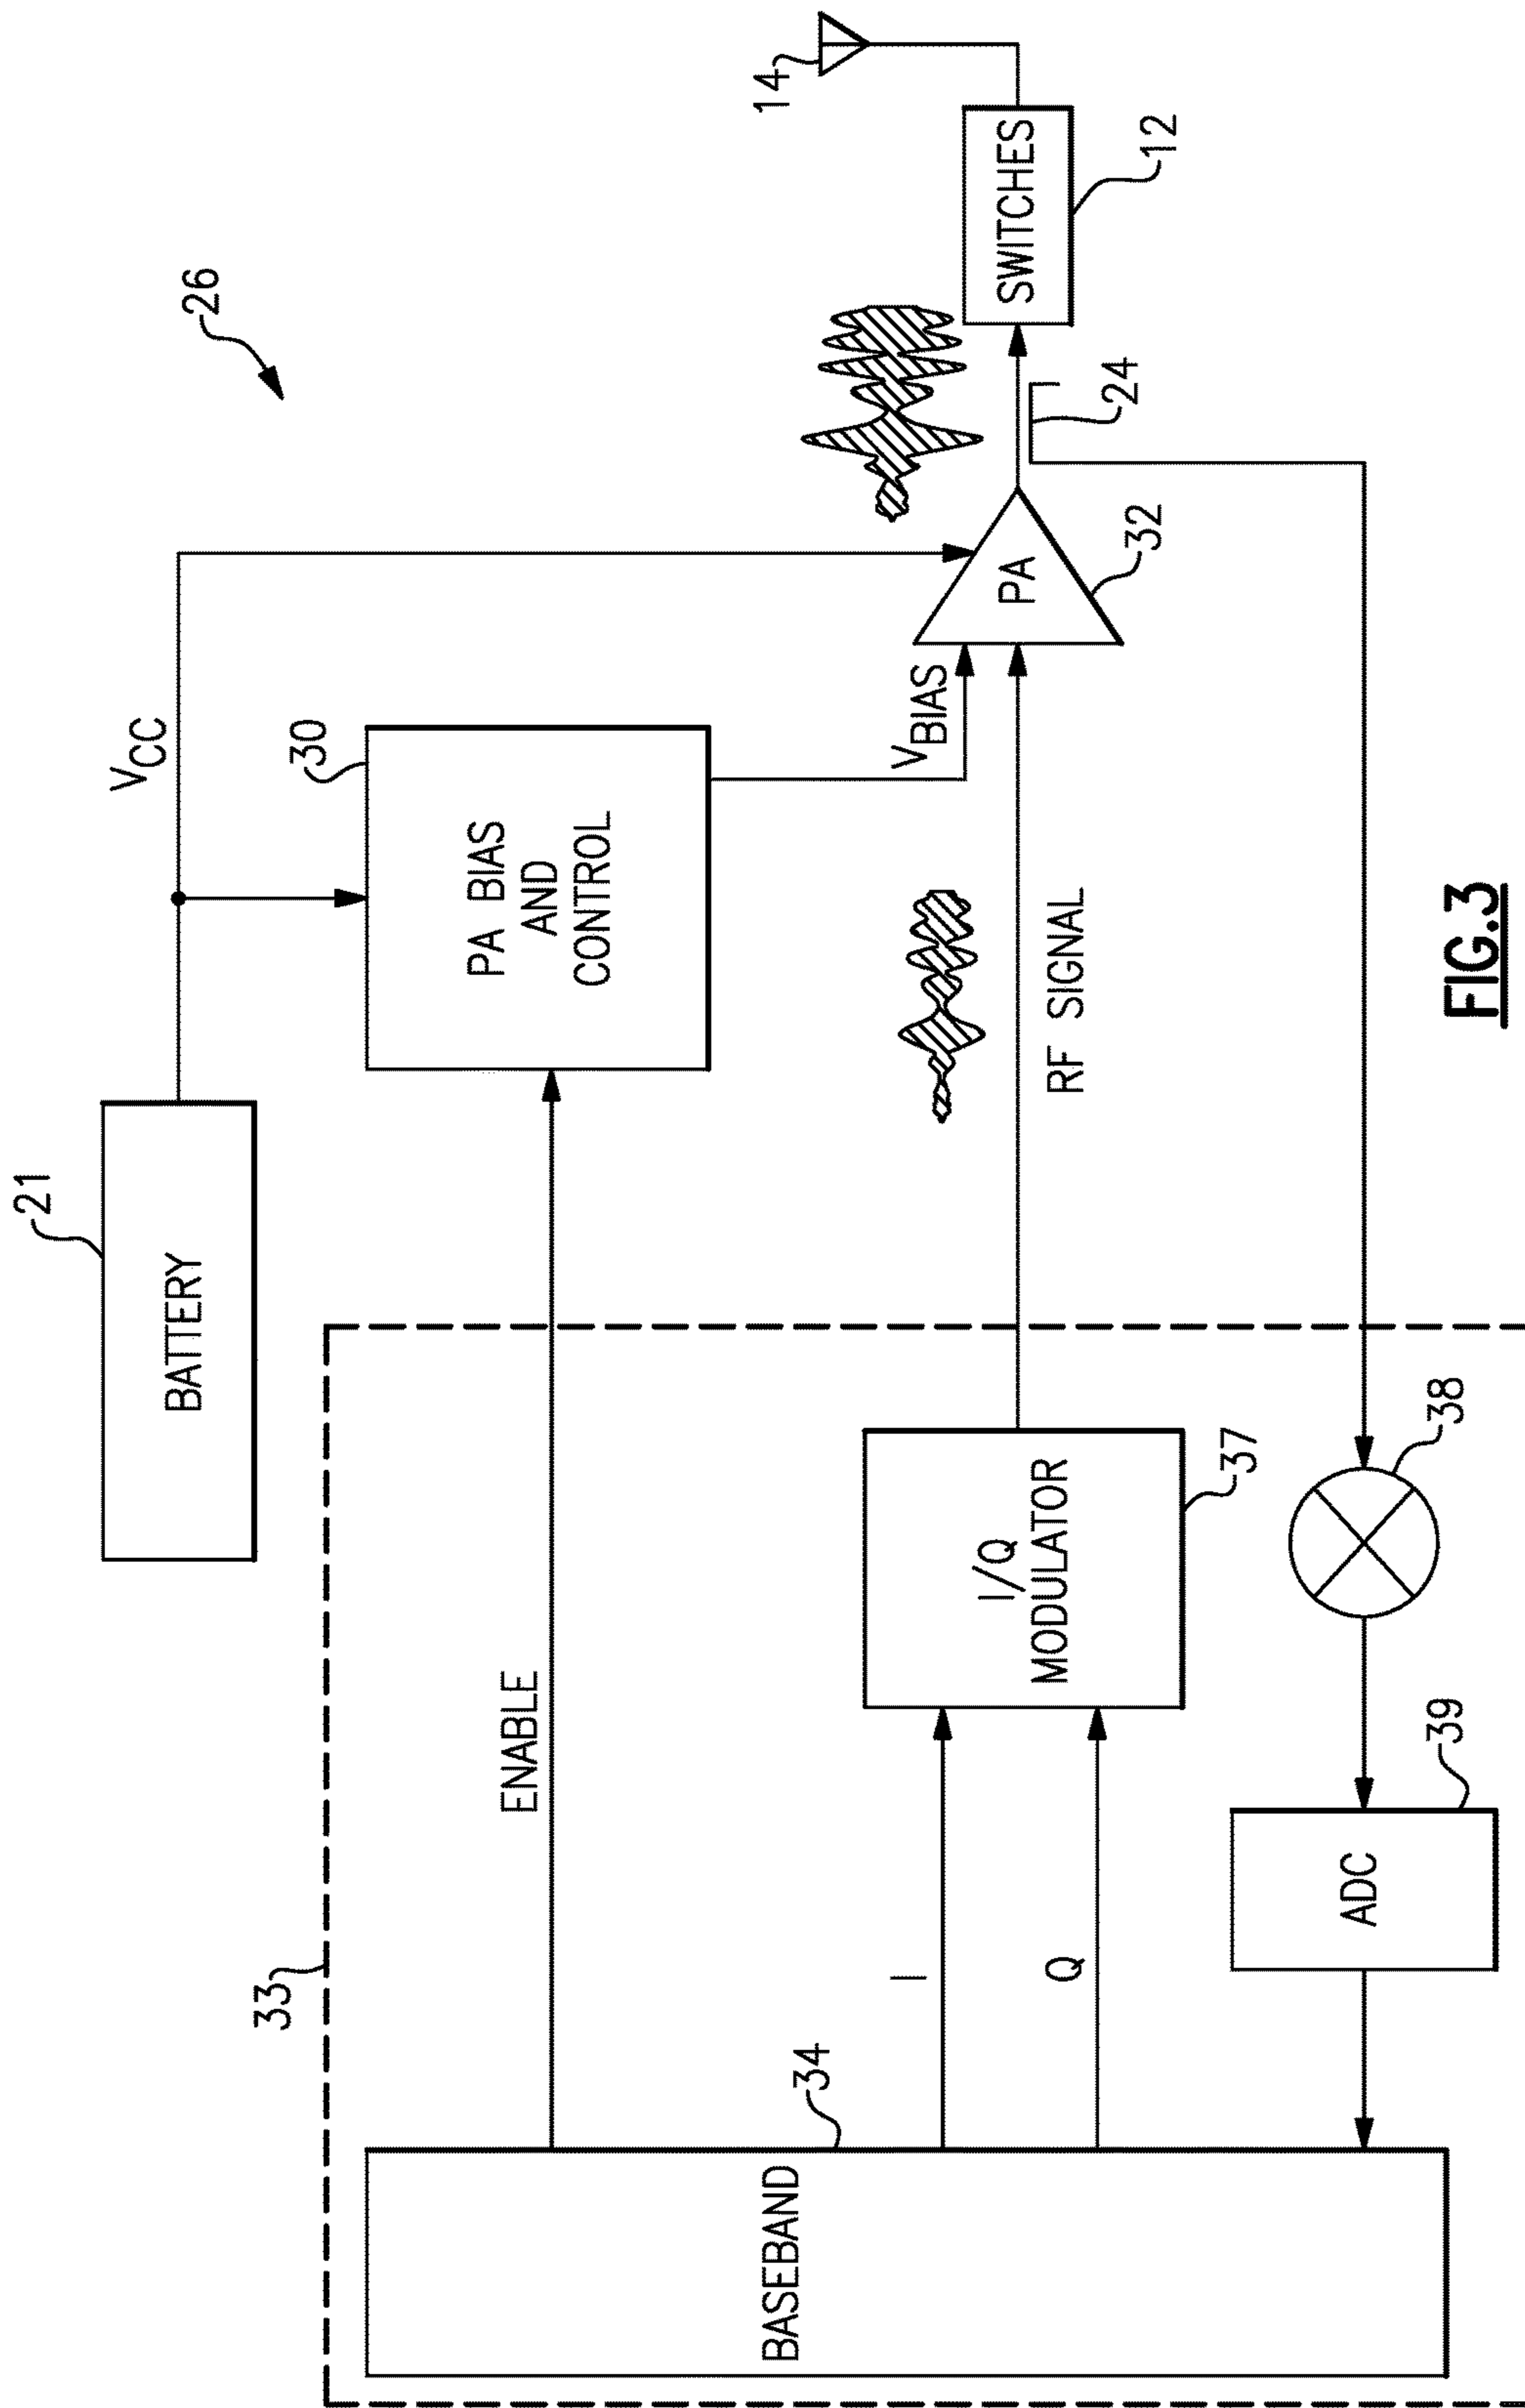 26
21
BATTERY
VCC
30
PA BIAS
AND
CONTROL
14
33
ENABLE
VBIAS
SWITCHES
12
34
BASEBAND
I
Q
I/Q
MODULATOR
37
RF SIGNAL
PA
32
24
39
ADC
38
FIG.3